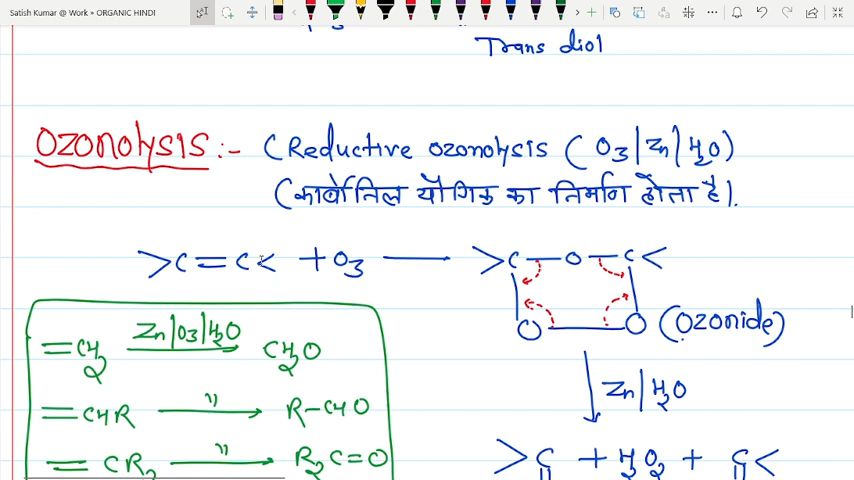 Satish Kumar @ Work » ORGANIC HINDI
Trans diol
OZONOLYSIS :- (Reductive ozonolysis (O3|Zn|H2O)
(कार्बोनिल यौगिक का निर्माण होता है).
>C=C< +O3 —— >C—O—C<
O—O (Ozonide)
=CH2 Zn|O3|H2O CH2O
Zn|H2O
=CHR " R-CHO
=CR2 " R2C=O
>C + H2O2 + C<